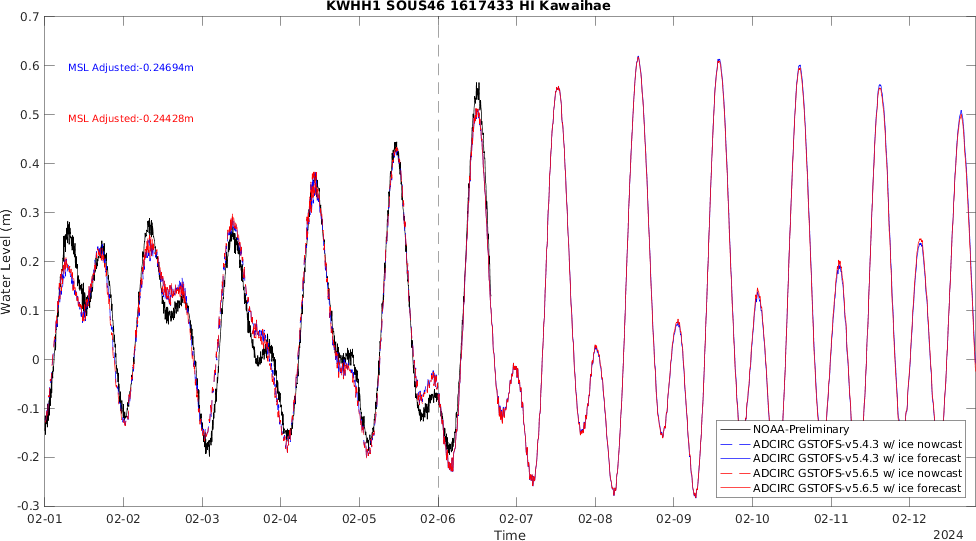 KWHH1 SOUS46 1617433 HI Kawaihae
0.7
0.6
0.5
0.4
0.3
0.2
0.1
0
-0.1
-0.2
-0.3
Water Level (m)
MSL Adjusted:-0.24694m
MSL Adjusted:-0.24428m
NOAA-Preliminary
ADCIRC GSTOFS-v5.4.3 w/ ice nowcast
ADCIRC GSTOFS-v5.4.3 w/ ice forecast
ADCIRC GSTOFS-v5.6.5 w/ ice nowcast
ADCIRC GSTOFS-v5.6.5 w/ ice forecast
02-01 02-02 02-03 02-04 02-05 02-06 02-07 02-08 02-09 02-10 02-11 02-12
Time
2024